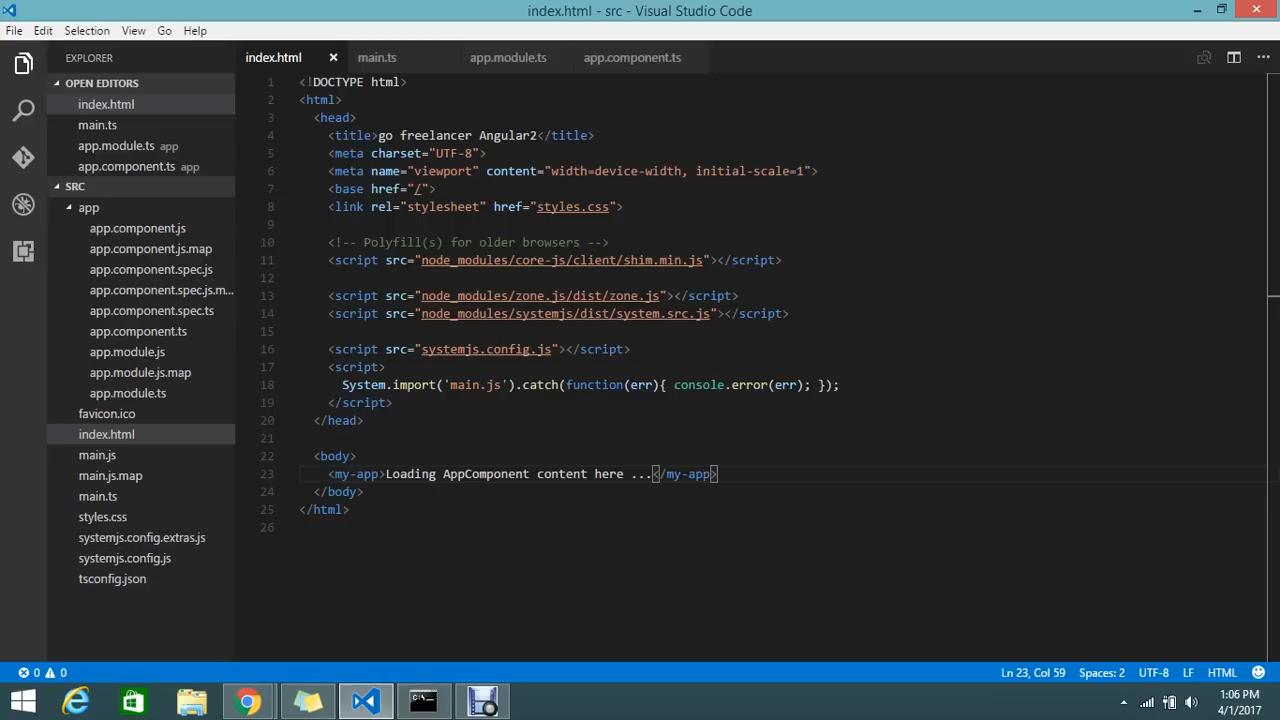 index.html - src - Visual Studio Code
File Edit Selection View Go Help
EXPLORER
OPEN EDITORS
index.html
main.ts
app.module.ts app
app.component.ts app
SRC
app
app.component.js
app.component.js.map
app.component.spec.js
app.component.spec.js.m...
app.component.spec.ts
app.component.ts
app.module.js
app.module.js.map
app.module.ts
favicon.ico
index.html
main.js
main.js.map
main.ts
styles.css
systemjs.config.extras.js
systemjs.config.js
tsconfig.json
index.html main.ts app.module.ts app.component.ts
1 <!DOCTYPE html>
2 <html>
3 <head>
4 <title>go freelancer Angular2</title>
5 <meta charset="UTF-8">
6 <meta name="viewport" content="width=device-width, initial-scale=1">
7 <base href="/">
8 <link rel="stylesheet" href="styles.css">
9
10 <!-- Polyfill(s) for older browsers -->
11 <script src="node_modules/core-js/client/shim.min.js"></script>
12
13 <script src="node_modules/zone.js/dist/zone.js"></script>
14 <script src="node_modules/systemjs/dist/system.src.js"></script>
15
16 <script src="systemjs.config.js"></script>
17 <script>
18 System.import('main.js').catch(function(err){ console.error(err); });
19 </script>
20 </head>
21
22 <body>
23 <my-app>Loading AppComponent content here ...</my-app>
24 </body>
25 </html>
26
0 0 Ln 23, Col 59 Spaces: 2 UTF-8 LF HTML
1:06 PM
4/1/2017